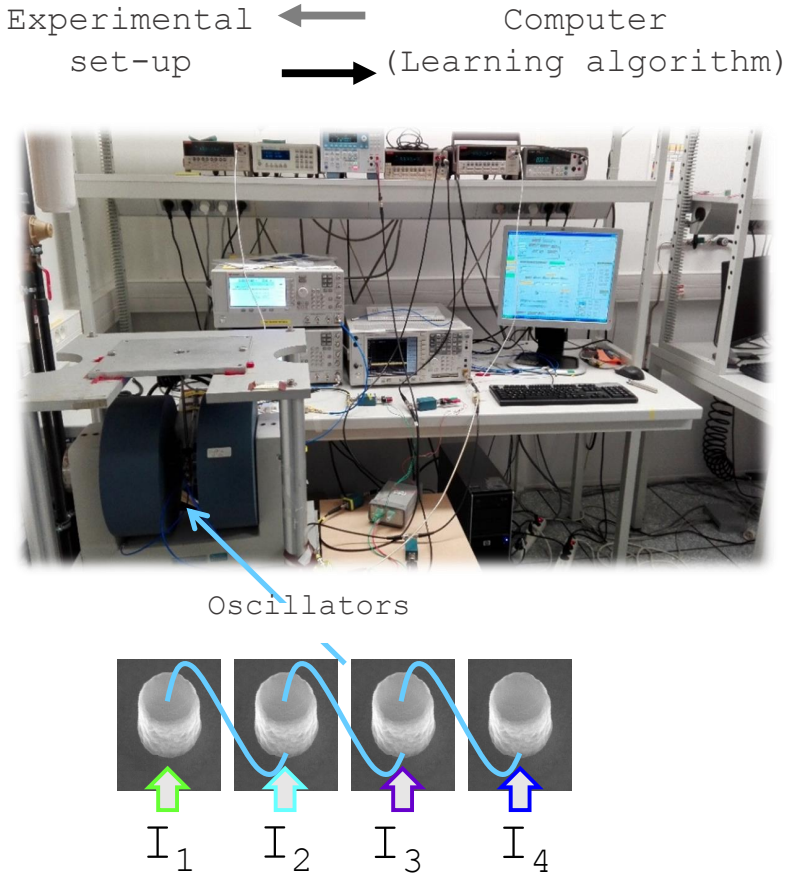 Experimental
set-up
Computer
(Learning algorithm)
Oscillators
I₁ I₂ I₃ I₄